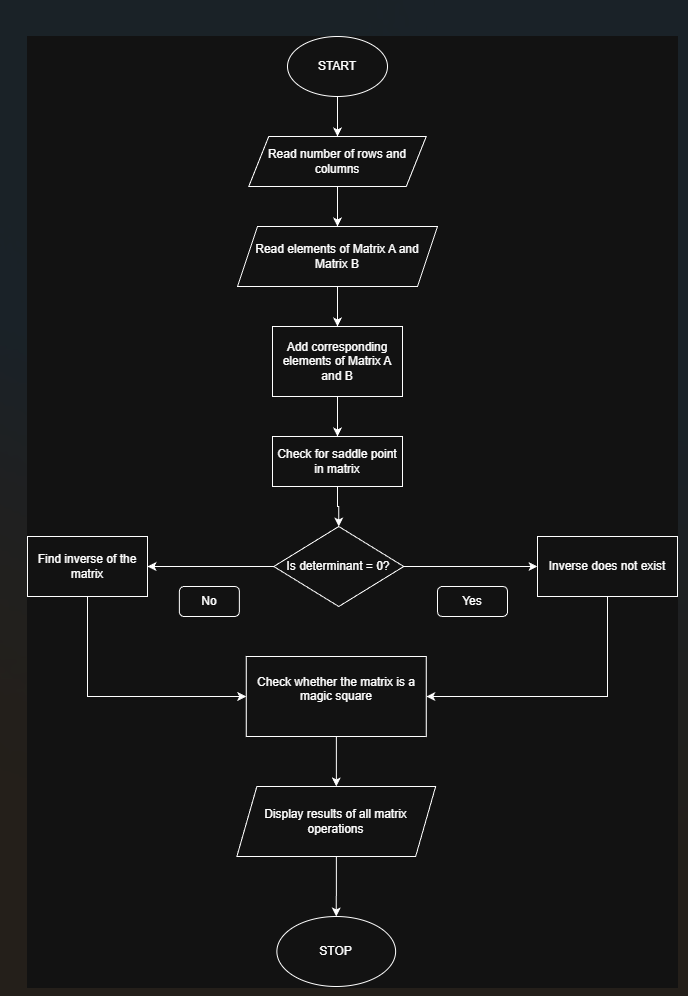 START
Read number of rows and
columns
Read elements of Matrix A and
Matrix B
Add corresponding
elements of Matrix A
and B
Check for saddle point
in matrix
Find inverse of the
matrix
Is determinant = 0?
Inverse does not exist
No
Yes
Check whether the matrix is a
magic square
Display results of all matrix
operations
STOP